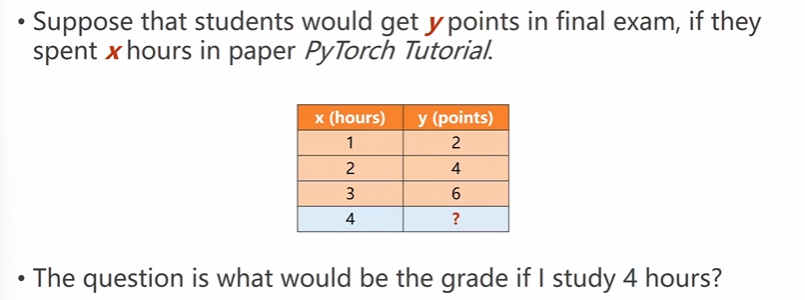 • Suppose that students would get y points in final exam, if they
spent x hours in paper PyTorch Tutorial.
x (hours) y (points)
1 2
2 4
3 6
4 ?
• The question is what would be the grade if I study 4 hours?